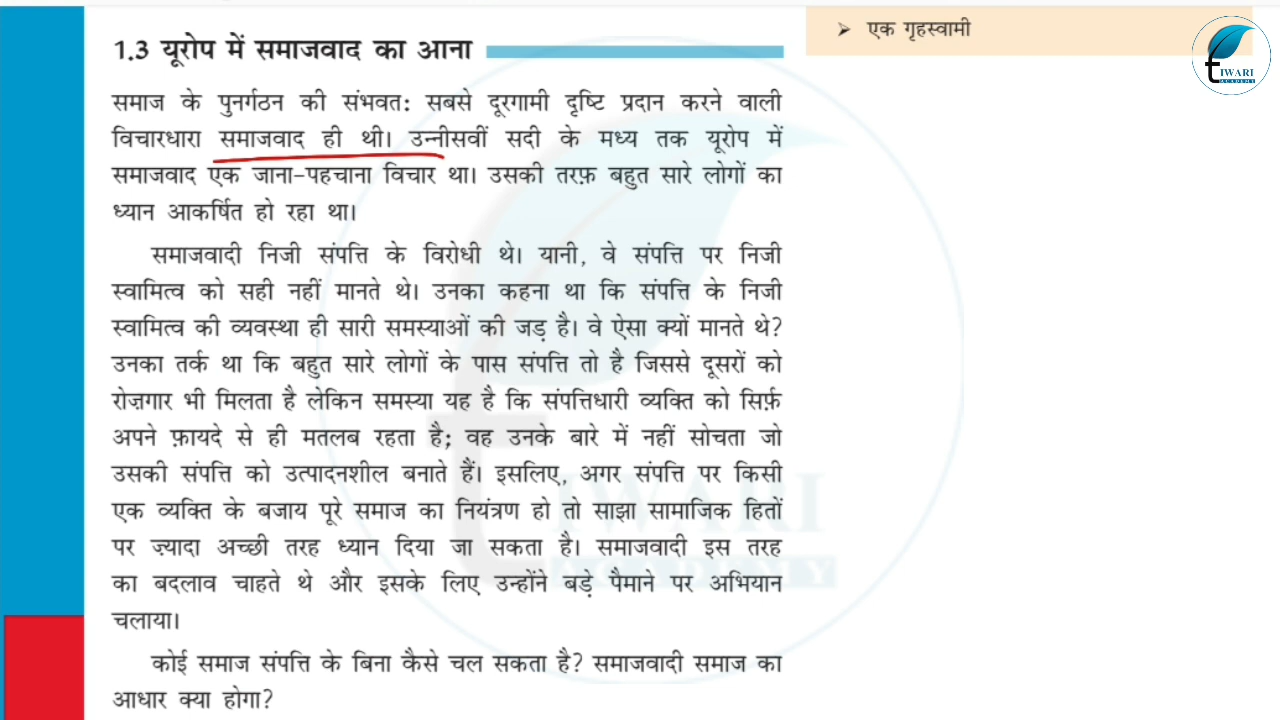 1.3 यूरोप में समाजवाद का आना
समाज के पुनर्गठन की संभवत: सबसे दूरगामी दृष्टि प्रदान करने वाली
विचारधारा समाजवाद ही थी। उन्नीसवीं सदी के मध्य तक यूरोप में
समाजवाद एक जाना-पहचाना विचार था। उसकी तरफ़ बहुत सारे लोगों का
ध्यान आकर्षित हो रहा था।
समाजवादी निजी संपत्ति के विरोधी थे। यानी, वे संपत्ति पर निजी
स्वामित्व को सही नहीं मानते थे। उनका कहना था कि संपत्ति के निजी
स्वामित्व की व्यवस्था ही सारी समस्याओं की जड़ है। वे ऐसा क्यों मानते थे?
उनका तर्क था कि बहुत सारे लोगों के पास संपत्ति तो है जिससे दूसरों को
रोज़गार भी मिलता है लेकिन समस्या यह है कि संपत्तिधारी व्यक्ति को सिर्फ़
अपने फ़ायदे से ही मतलब रहता है; वह उनके बारे में नहीं सोचता जो
उसकी संपत्ति को उत्पादनशील बनाते हैं। इसलिए, अगर संपत्ति पर किसी
एक व्यक्ति के बजाय पूरे समाज का नियंत्रण हो तो साझा सामाजिक हितों
पर ज़्यादा अच्छी तरह ध्यान दिया जा सकता है। समाजवादी इस तरह
का बदलाव चाहते थे और इसके लिए उन्होंने बड़े पैमाने पर अभियान
चलाया।
कोई समाज संपत्ति के बिना कैसे चल सकता है? समाजवादी समाज का
आधार क्या होगा?
➢ एक गृहस्वामी
TIWARI
ACADEMY
IWARI
ACADEMY